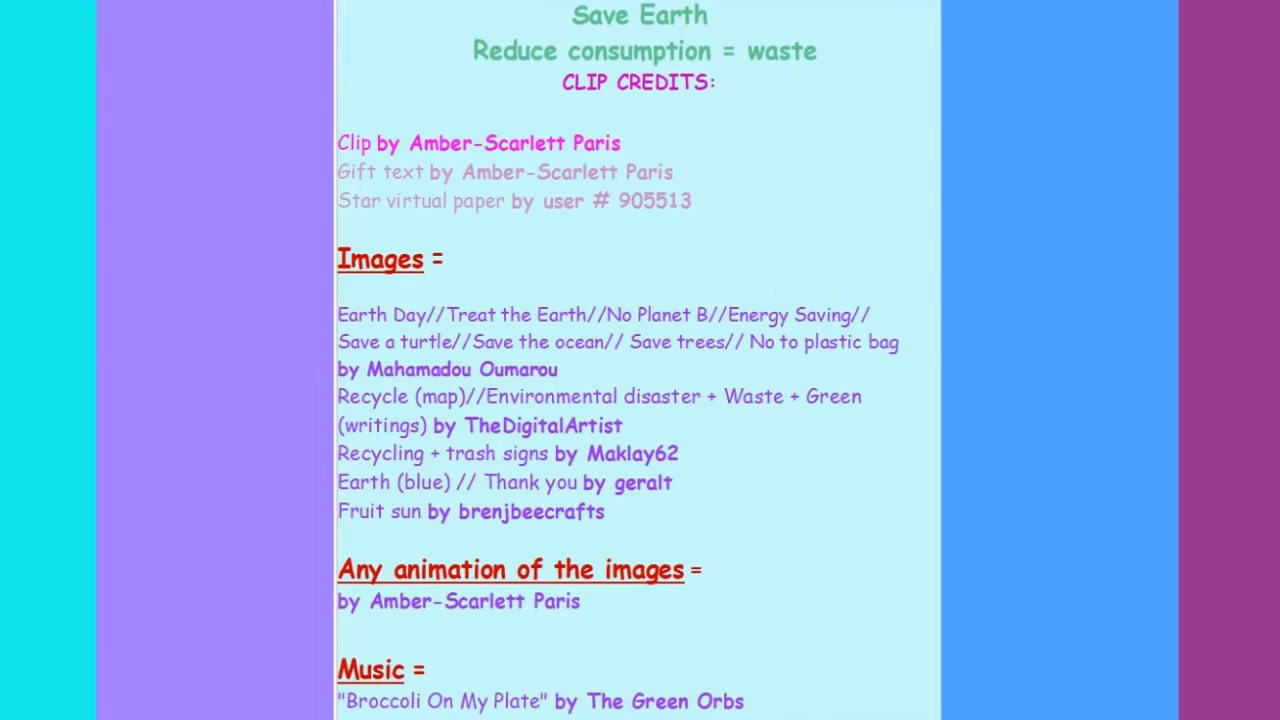 Save Earth
Reduce consumption = waste
CLIP CREDITS:
Clip by Amber-Scarlett Paris
Gift text by Amber-Scarlett Paris
Star virtual paper by user # 905513
Images =
Earth Day//Treat the Earth//No Planet B//Energy Saving//
Save a turtle//Save the ocean// Save trees// No to plastic bag
by Mahamadou Oumarou
Recycle (map)//Environmental disaster + Waste + Green
(writings) by TheDigitalArtist
Recycling + trash signs by Maklay62
Earth (blue) // Thank you by geralt
Fruit sun by brenjbeecrafts
Any animation of the images =
by Amber-Scarlett Paris
Music =
"Broccoli On My Plate" by The Green Orbs